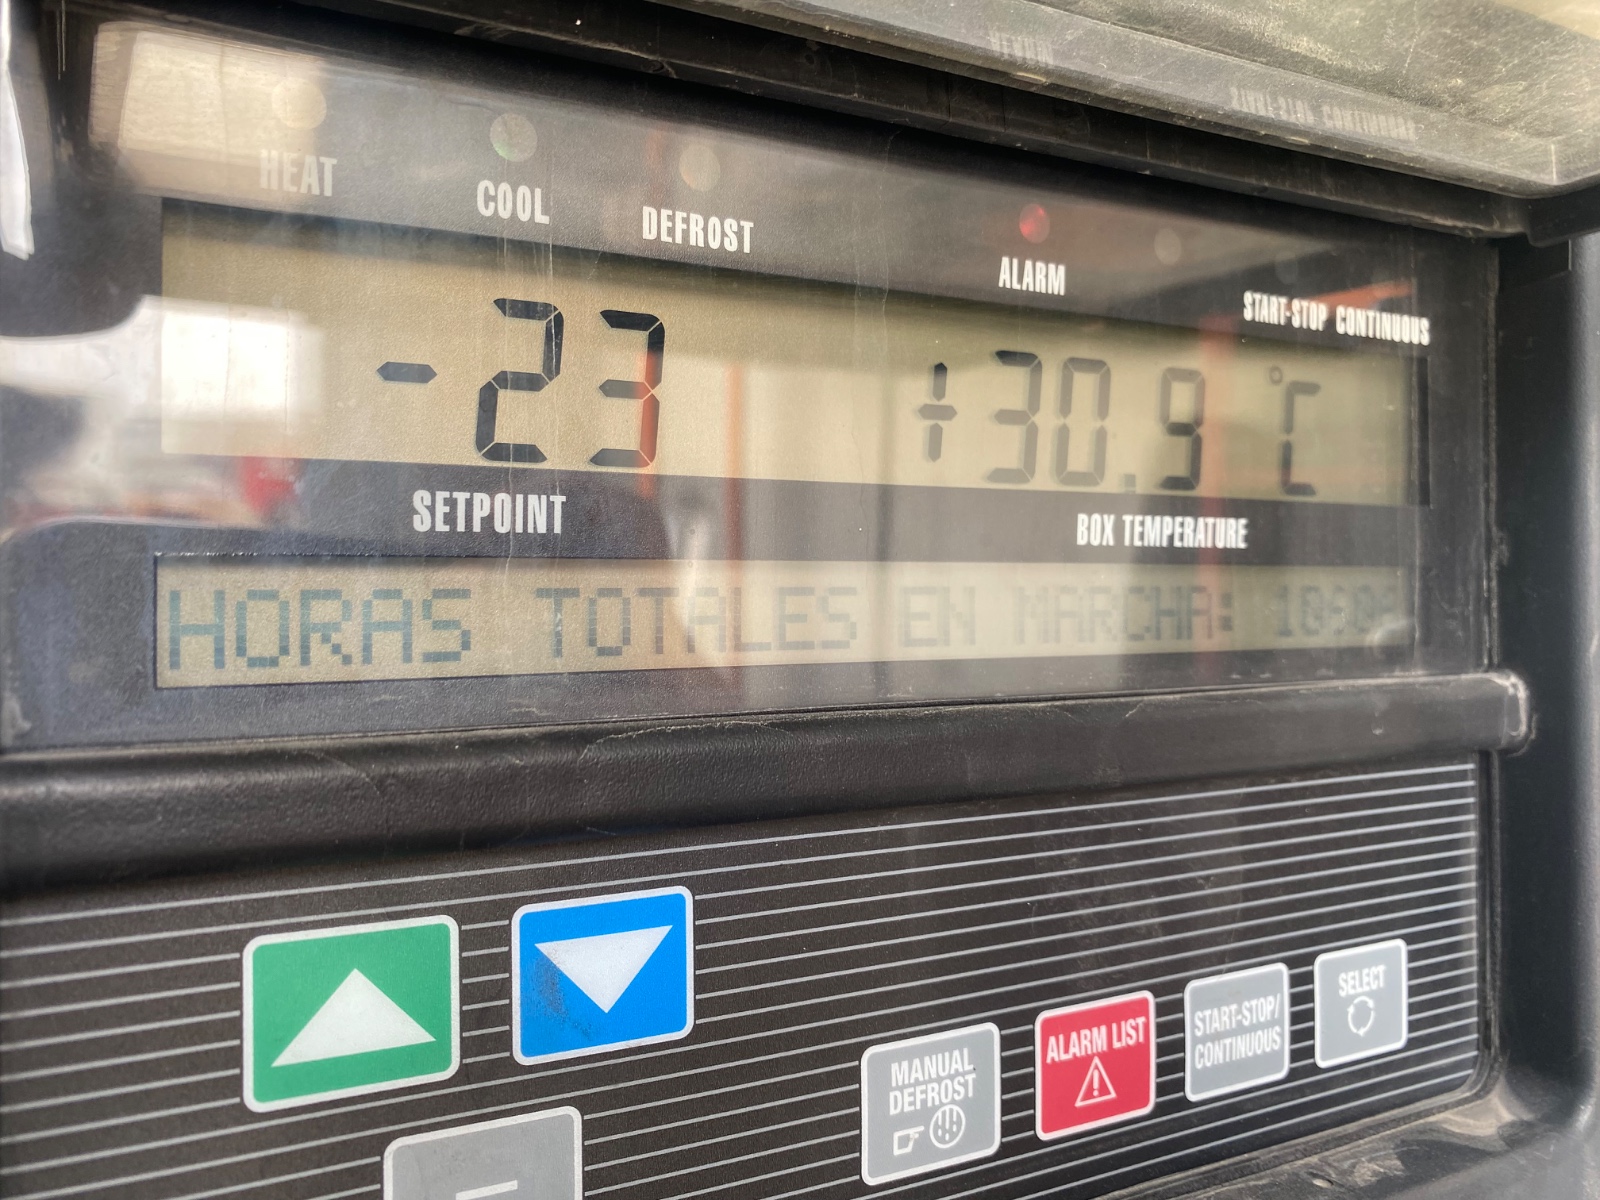 HEAT
COOL
DEFROST
ALARM
START-STOP CONTINUOUS
-23
+30.9 °C
SETPOINT
BOX TEMPERATURE
HORAS TOTALES EN MARCHA:
MANUAL
DEFROST
ALARM LIST
START-STOP/
CONTINUOUS
SELECT